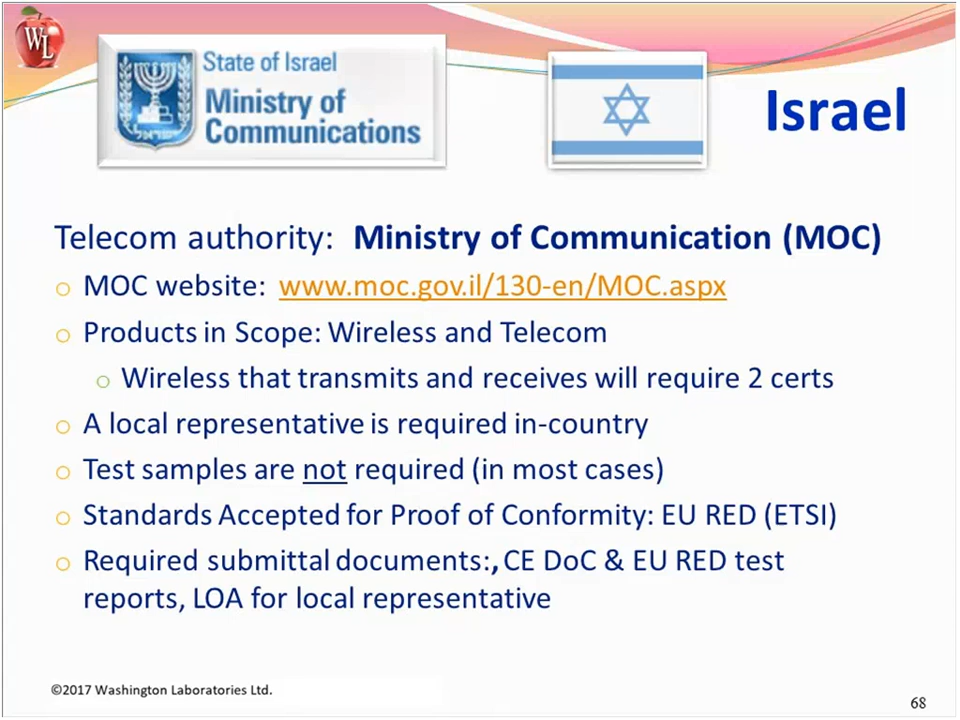 WL
State of Israel
Ministry of
Communications
ישראל
Israel
Telecom authority: Ministry of Communication (MOC)
MOC website: www.moc.gov.il/130-en/MOC.aspx
Products in Scope: Wireless and Telecom
Wireless that transmits and receives will require 2 certs
A local representative is required in-country
Test samples are not required (in most cases)
Standards Accepted for Proof of Conformity: EU RED (ETSI)
Required submittal documents:, CE DoC & EU RED test
reports, LOA for local representative
©2017 Washington Laboratories Ltd.
68